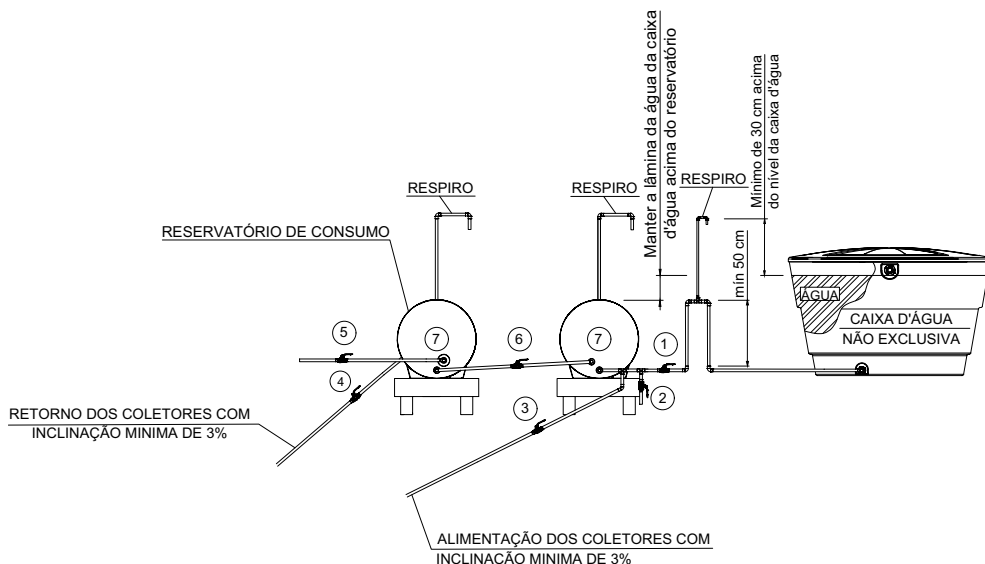 Manter a lâmina da água da caixa
d'água acima do reservatório
Mínimo de 30 cm acima
do nível da caixa d'água
RESPIRO
RESPIRO
RESPIRO
RESERVATÓRIO DE CONSUMO
mín 50 cm
ÁGUA
CAIXA D'ÁGUA
NÃO EXCLUSIVA
5
7
6
7
1
4
3
2
RETORNO DOS COLETORES COM
INCLINAÇÃO MINIMA DE 3%
ALIMENTAÇÃO DOS COLETORES COM
INCLINACÃO MINIMA DE 3%